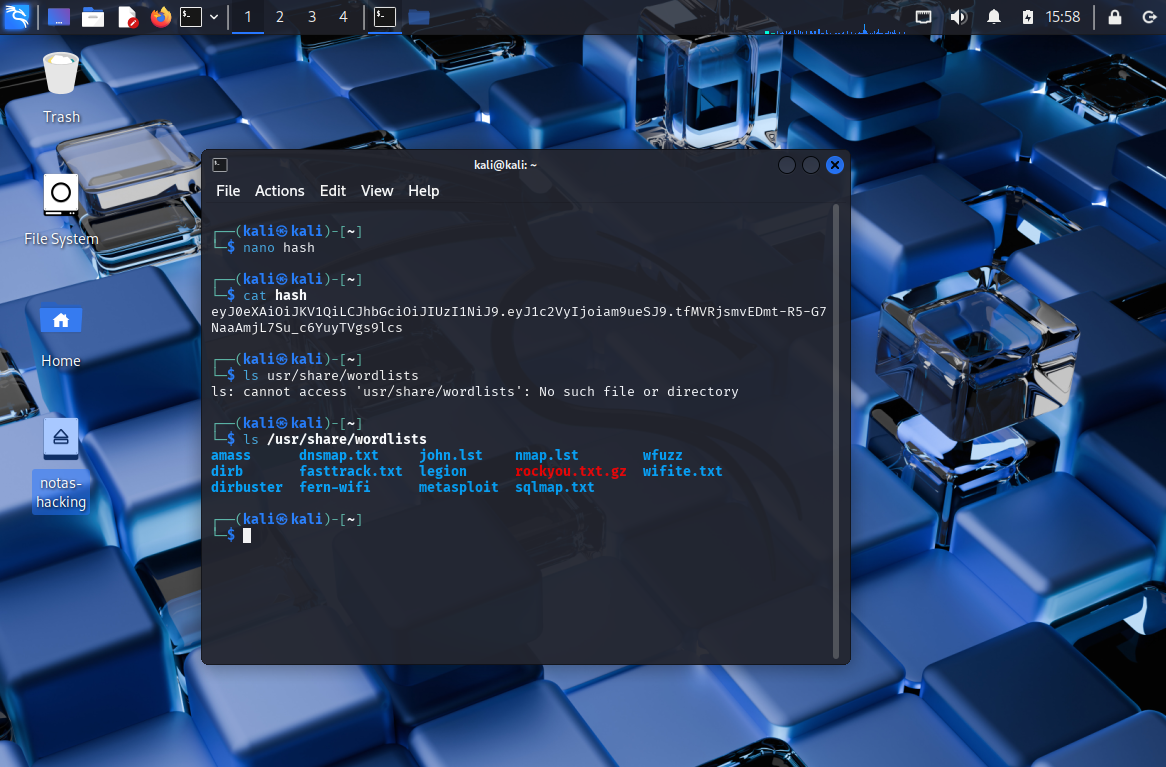 1 2 3 4
15:58
Trash
File System
Home
notas-
hacking
kali@kali: ~
File Actions Edit View Help
┌──(kali㉿kali)-[~]
└─$ nano hash
┌──(kali㉿kali)-[~]
└─$ cat hash
eyJ0eXAiOiJKV1QiLCJhbGciOiJIUzI1NiJ9.eyJ1c2VyIjoiam9ueSJ9.tfMVRjsmvEDmt-R5-G7
NaaAmjL7Su_c6YuyTVgs9lcs
┌──(kali㉿kali)-[~]
└─$ ls usr/share/wordlists
ls: cannot access 'usr/share/wordlists': No such file or directory
┌──(kali㉿kali)-[~]
└─$ ls /usr/share/wordlists
amass dnsmap.txt john.lst nmap.lst wfuzz
dirb fasttrack.txt legion rockyou.txt.gz wifite.txt
dirbuster fern-wifi metasploit sqlmap.txt
┌──(kali㉿kali)-[~]
└─$